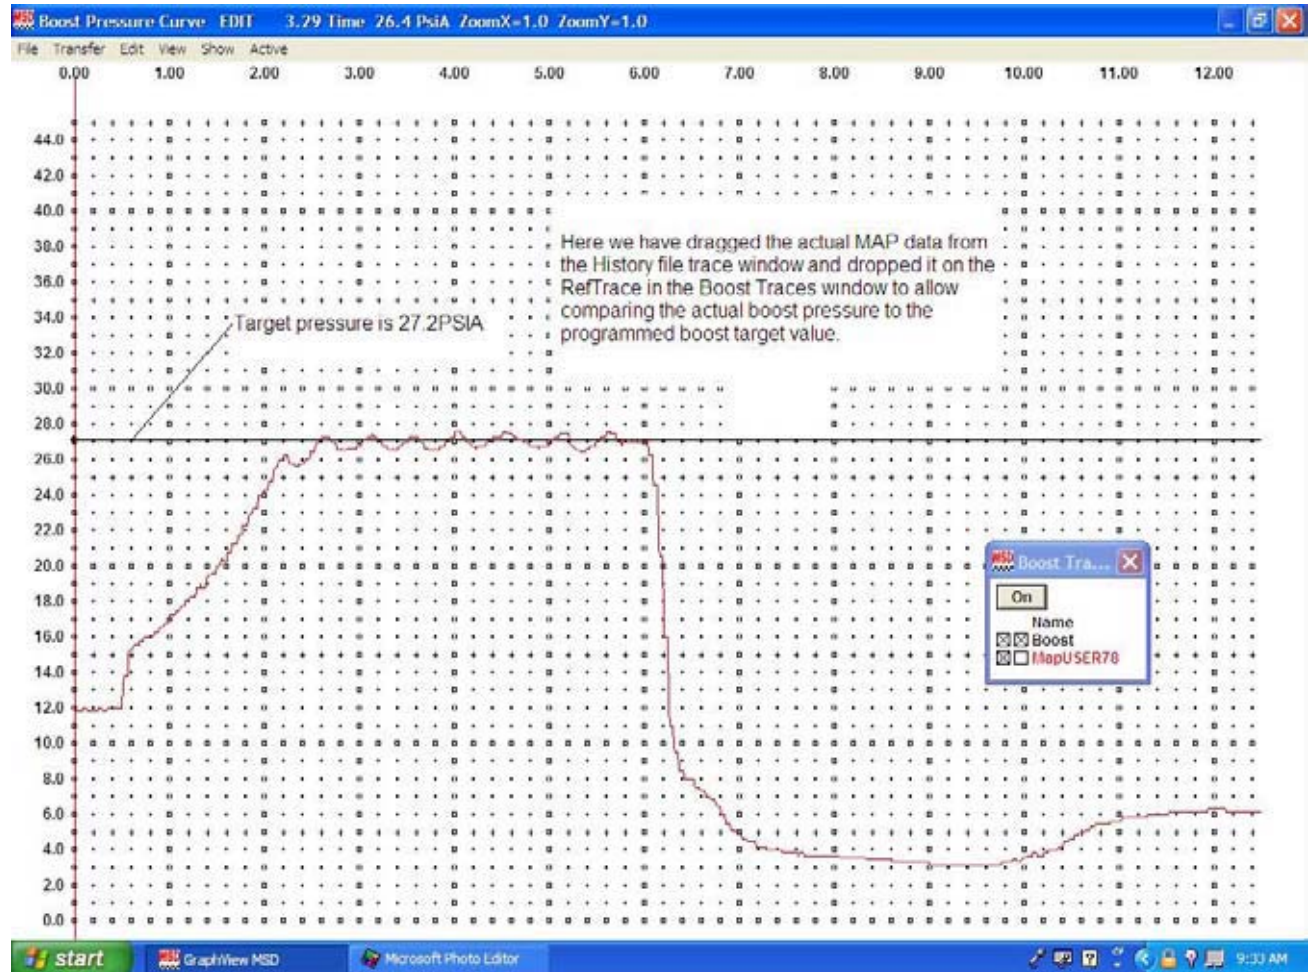 Boost Pressure Curve EDIT 3.29 Time 26.4 PsiA ZoomX=1.0 ZoomY=1.0
File Transfer Edit View Show Active
0.00 1.00 2.00 3.00 4.00 5.00 6.00 7.00 8.00 9.00 10.00 11.00 12.00
44.0
42.0
40.0
38.0
36.0
34.0
32.0
30.0
28.0
26.0
24.0
22.0
20.0
18.0
16.0
14.0
12.0
10.0
8.0
6.0
4.0
2.0
0.0
Here we have dragged the actual MAP data from
the History file trace window and dropped it on the
RefTrace in the Boost Traces window to allow
comparing the actual boost pressure to the
programmed boost target value.
Target pressure is 27.2PSIA
MSD Boost Tra...
On
Name
Boost
MapUSER78
start GraphView MSD Microsoft Photo Editor 9:33 AM